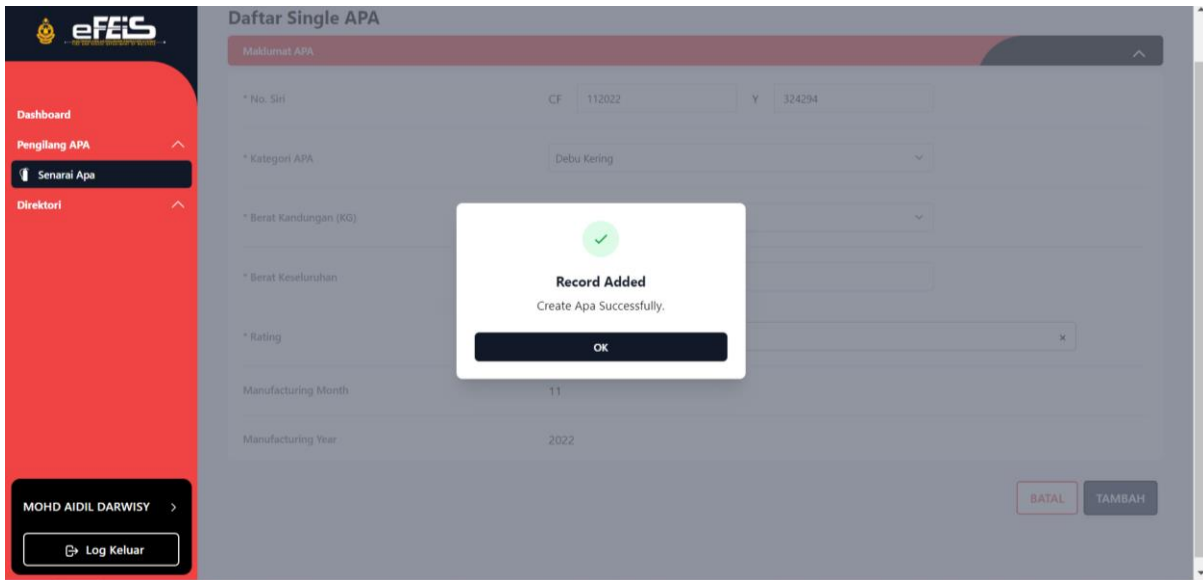 eFEiS
Dashboard
Pengilang APA
Senarai Apa
Direktori
MOHD AIDIL DARWISY
Log Keluar
Daftar Single APA
Maklumat APA
* No. Siri CF 112022 Y 324294
* Kategori APA Debu Kering
* Berat Kandungan (KG)
* Berat Keseluruhan
* Rating ×
Manufacturing Month 11
Manufacturing Year 2022
Record Added
Create Apa Successfully.
OK
BATAL TAMBAH